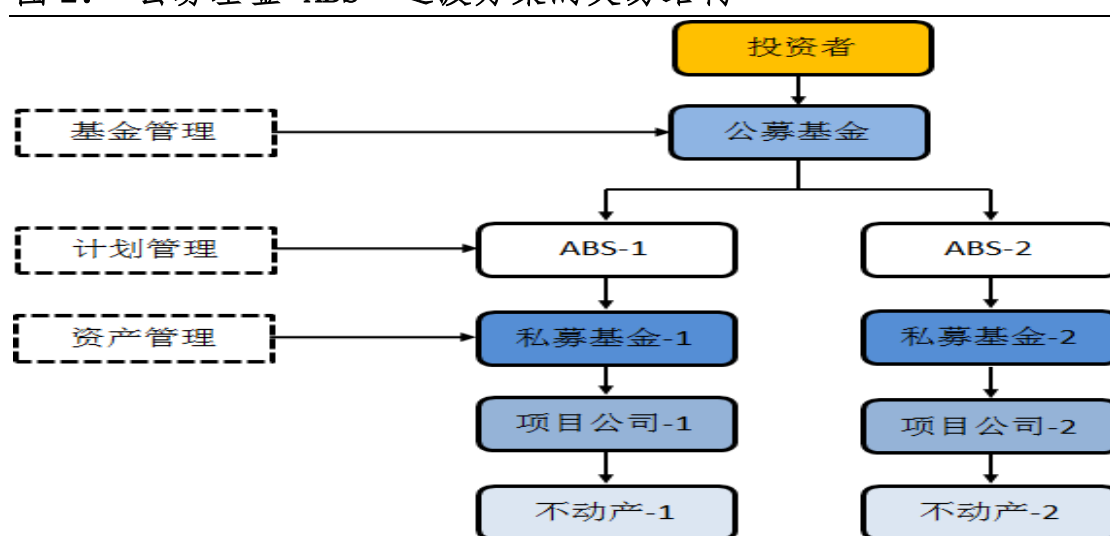 投资者
基金管理
公募基金
计划管理
ABS-1
ABS-2
资产管理
私募基金-1
私募基金-2
项目公司-1
项目公司-2
不动产-1
不动产-2